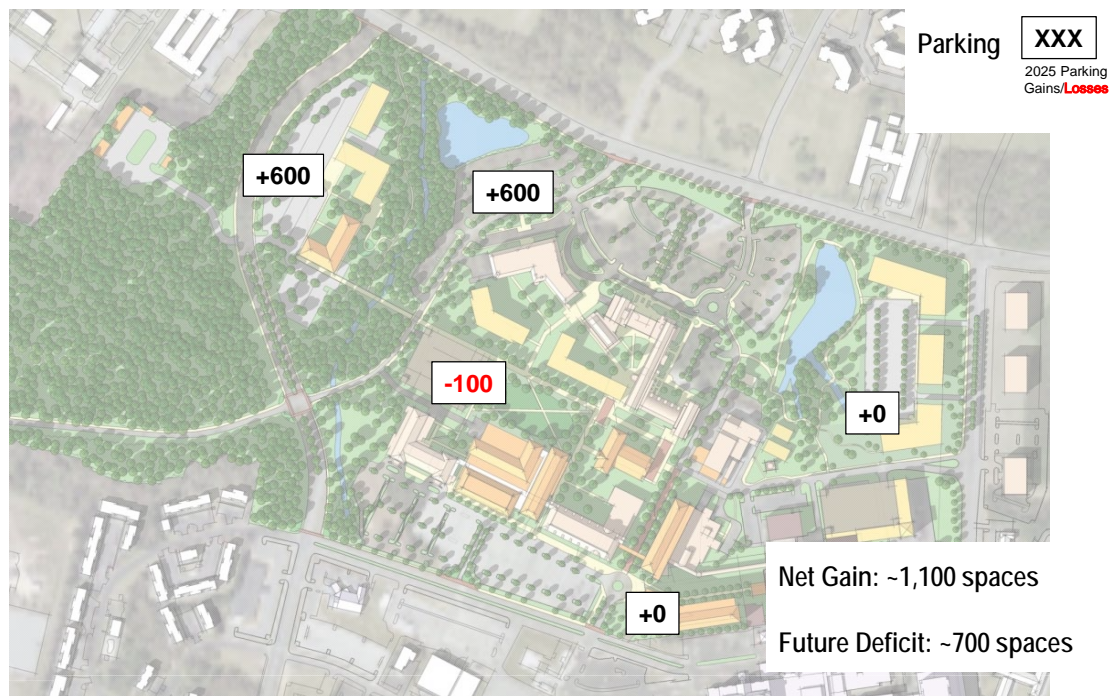 Parking XXX
2025 Parking
Gains/Losses
+600
+600
-100
+0
+0
Net Gain: ~1,100 spaces
Future Deficit: ~700 spaces